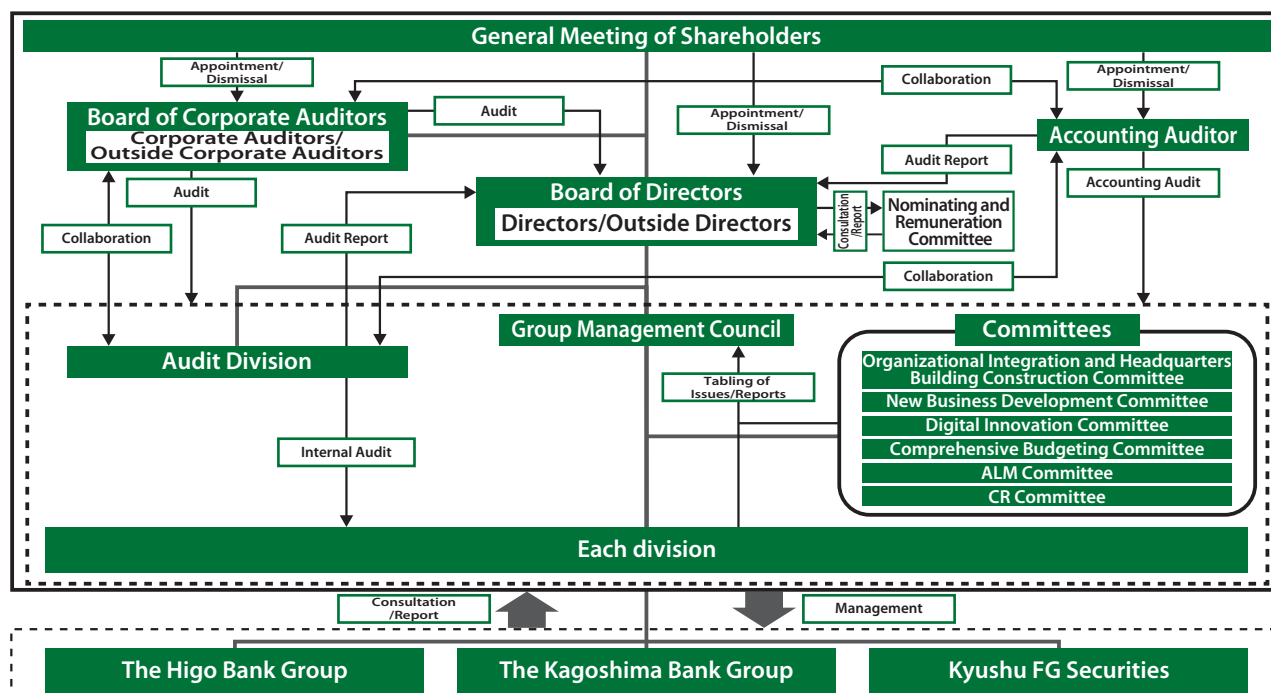 General Meeting of Shareholders
Appointment/
Dismissal
Collaboration
Appointment/
Dismissal
Board of Corporate Auditors
Corporate Auditors/
Outside Corporate Auditors
Audit
Appointment/
Dismissal
Accounting Auditor
Audit
Audit Report
Accounting Audit
Board of Directors
Directors/Outside Directors
Consultation
/Report
Nominating and
Remuneration
Committee
Collaboration
Audit Report
Collaboration
Group Management Council
Committees
Audit Division
Organizational Integration and Headquarters
Building Construction Committee
New Business Development Committee
Digital Innovation Committee
Comprehensive Budgeting Committee
ALM Committee
CR Committee
Tabling of
Issues/Reports
Internal Audit
Each division
Consultation
/Report
Management
The Higo Bank Group
The Kagoshima Bank Group
Kyushu FG Securities